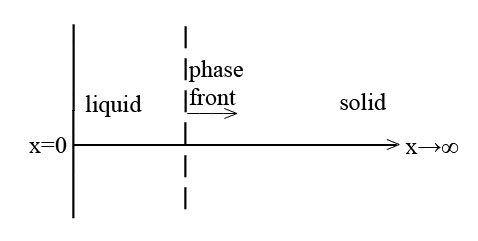 phase
front
liquid
solid
x=0
x→∞